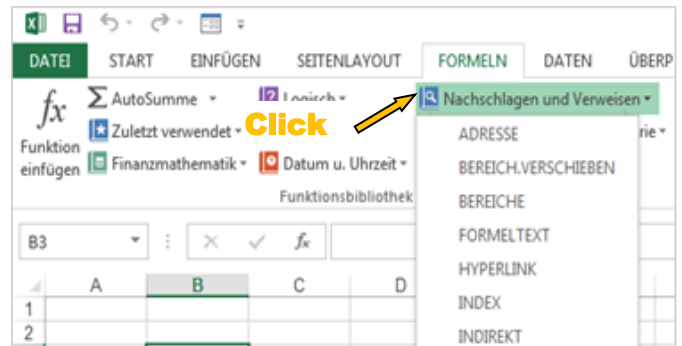 DATEI START EINFÜGEN SEITENLAYOUT FORMELN DATEN ÜBERP
fx Σ AutoSumme Logisch Nachschlagen und Verweisen
Zuletzt verwendet Click rie
Funktion
einfügen Finanzmathematik Datum u. Uhrzeit
Funktionsbibliothek
ADRESSE
BEREICH.VERSCHIEBEN
BEREICHE
FORMELTEXT
HYPERLINK
INDEX
INDIREKT
B3 fx
A B C D
1
2